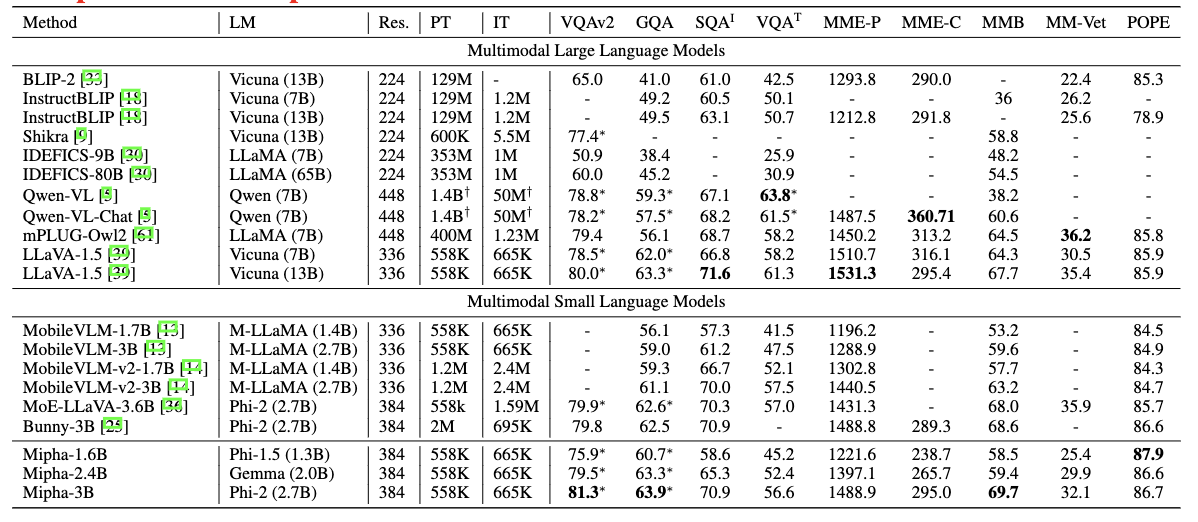 Method LM Res. PT IT VQAv2 GQA SQA^I VQA^T MME-P MME-C MMB MM-Vet POPE
Multimodal Large Language Models
BLIP-2 [33] Vicuna (13B) 224 129M - 65.0 41.0 61.0 42.5 1293.8 290.0 - 22.4 85.3
InstructBLIP [18] Vicuna (7B) 224 129M 1.2M - 49.2 60.5 50.1 - - 36 26.2 -
InstructBLIP [18] Vicuna (13B) 224 129M 1.2M - 49.5 63.1 50.7 1212.8 291.8 - 25.6 78.9
Shikra [9] Vicuna (13B) 224 600K 5.5M 77.4* - - - - - 58.8 - -
IDEFICS-9B [30] LLaMA (7B) 224 353M 1M 50.9 38.4 - 25.9 - - 48.2 - -
IDEFICS-80B [30] LLaMA (65B) 224 353M 1M 60.0 45.2 - 30.9 - - 54.5 - -
Qwen-VL [5] Qwen (7B) 448 1.4B† 50M† 78.8* 59.3* 67.1 63.8* - - 38.2 - -
Qwen-VL-Chat [5] Qwen (7B) 448 1.4B† 50M† 78.2* 57.5* 68.2 61.5* 1487.5 360.71 60.6 - -
mPLUG-Owl2 [61] LLaMA (7B) 448 400M 1.23M 79.4 56.1 68.7 58.2 1450.2 313.2 64.5 36.2 85.8
LLaVA-1.5 [39] Vicuna (7B) 336 558K 665K 78.5* 62.0* 66.8 58.2 1510.7 316.1 64.3 30.5 85.9
LLaVA-1.5 [39] Vicuna (13B) 336 558K 665K 80.0* 63.3* 71.6 61.3 1531.3 295.4 67.7 35.4 85.9
Multimodal Small Language Models
MobileVLM-1.7B [13] M-LLaMA (1.4B) 336 558K 665K - 56.1 57.3 41.5 1196.2 - 53.2 - 84.5
MobileVLM-3B [13] M-LLaMA (2.7B) 336 558K 665K - 59.0 61.2 47.5 1288.9 - 59.6 - 84.9
MobileVLM-v2-1.7B [14] M-LLaMA (1.4B) 336 1.2M 2.4M - 59.3 66.7 52.1 1302.8 - 57.7 - 84.3
MobileVLM-v2-3B [14] M-LLaMA (2.7B) 336 1.2M 2.4M - 61.1 70.0 57.5 1440.5 - 63.2 - 84.7
MoE-LLaVA-3.6B [36] Phi-2 (2.7B) 384 558k 1.59M 79.9* 62.6* 70.3 57.0 1431.3 - 68.0 35.9 85.7
Bunny-3B [25] Phi-2 (2.7B) 384 2M 695K 79.8 62.5 70.9 - 1488.8 289.3 68.6 - 86.6
Mipha-1.6B Phi-1.5 (1.3B) 384 558K 665K 75.9* 60.7* 58.6 45.2 1221.6 238.7 58.5 25.4 87.9
Mipha-2.4B Gemma (2.0B) 384 558K 665K 79.5* 63.3* 65.3 52.4 1397.1 265.7 59.4 29.9 86.6
Mipha-3B Phi-2 (2.7B) 384 558K 665K 81.3* 63.9* 70.9 56.6 1488.9 295.0 69.7 32.1 86.7